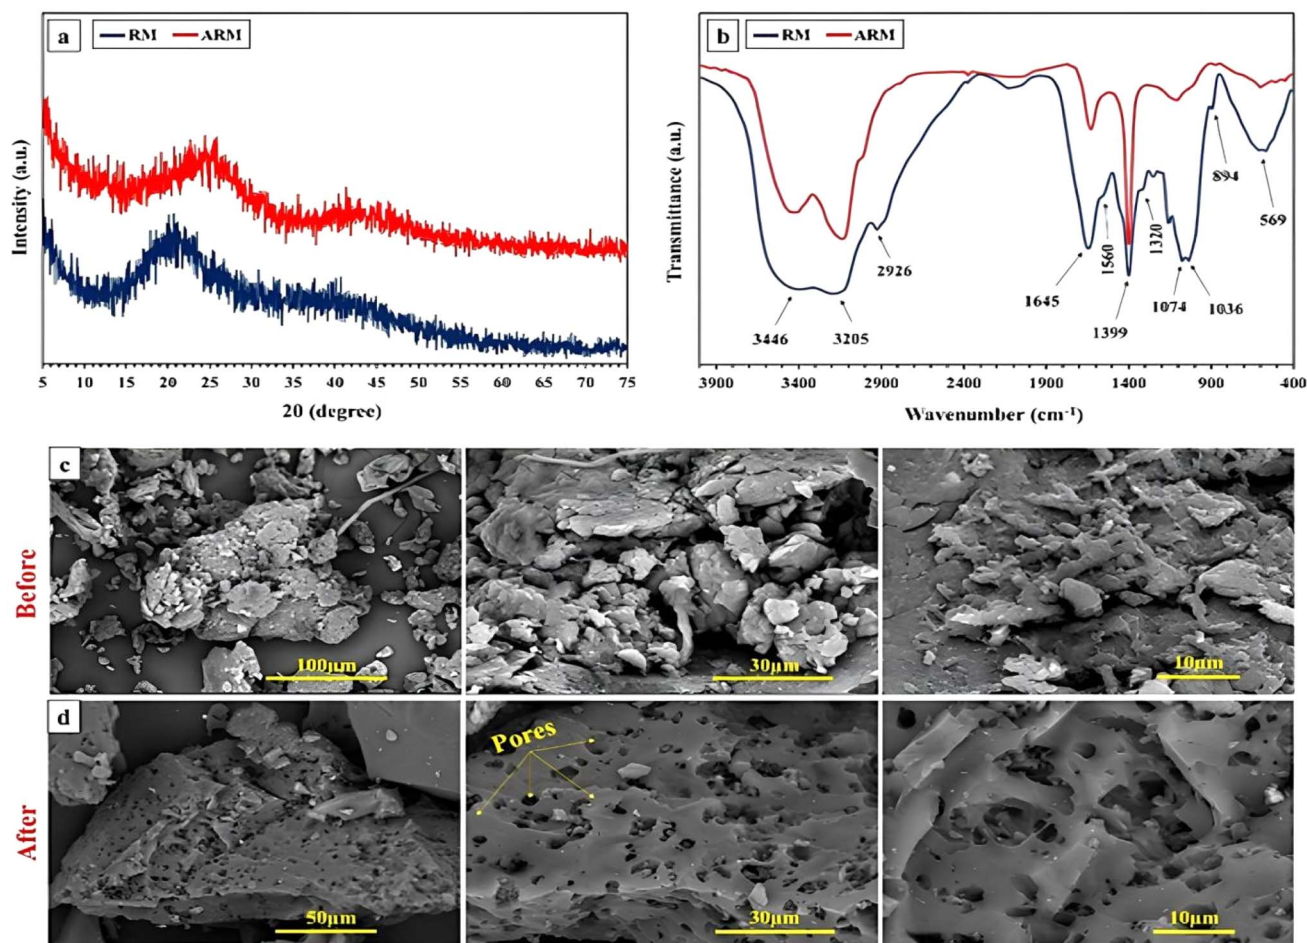 a
RM ARM
Intensity (a.u.)
5 10 15 20 25 30 35 40 45 50 55 60 65 70 75
20 (degree)
b
RM ARM
Transmittance (a.u.)
894
569
1560
1320
2926
1645
1074
1036
3446
3205
1399
3900 3400 2900 2400 1900 1400 900 400
Wavenumber (cm⁻¹)
c
Before
100µm
30µm
10µm
d
After
Pores
50µm
30µm
10µm